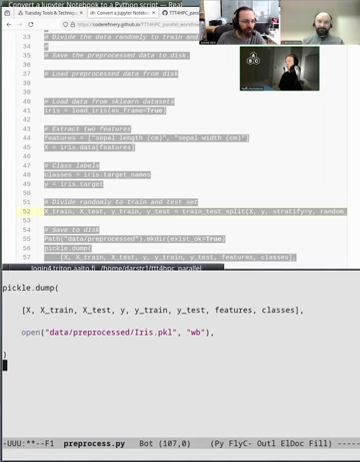 Convert a Jupyter Notebook to a Python script — Real
Tuesday Tools & Techniqu
Convert a Jupyter Noteb
https://coderefinery.github.io/TTT4HPC_parallel_workfl
33 # Divide the data randomly to train and
34 #
35 # Save the preprocessed data to disk.
36
37 # Load preprocessed data from disk
38
39
40 # Load data from sklearn datasets
41 iris = load_iris(as_frame=True)
42
43 # Extract two features
44 features = ["sepal length (cm)", "sepal width (cm)"]
45 X = iris.data[features]
46
47 # Class labels
48 classes = iris.target_names
49 y = iris.target
50
51 # Divide randomly to train and test set
52 X_train, X_test, y_train, y_test = train_test_split(X, y, stratify=y, random_
53
54 # Save to disk
55 Path("data/preprocessed").mkdir(exist_ok=True)
56 pickle.dump(
57 [X, X_train, X_test, y, y_train, y_test, features, classes],
login4.triton.aalto.fi /home/darstr1/ttt4hpc_parallel
pickle.dump(
[X, X_train, X_test, y, y_train, y_test, features, classes],
open("data/preprocessed/Iris.pkl", "wb"),
)
-UUU:**--F1 preprocess.py Bot (107,0) (Py FlyC- Outl ElDoc Fill)